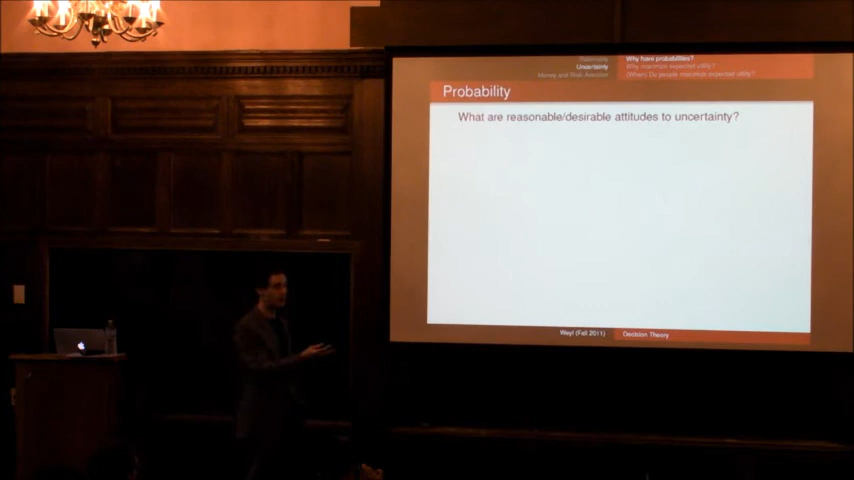 Rationality
Uncertainty
Money and Risk Aversion
Why have probabilities?
Why maximize expected utility?
(When) Do people maximize expected utility?
Probability
What are reasonable/desirable attitudes to uncertainty?
Weyl (Fall 2011)
Decision Theory